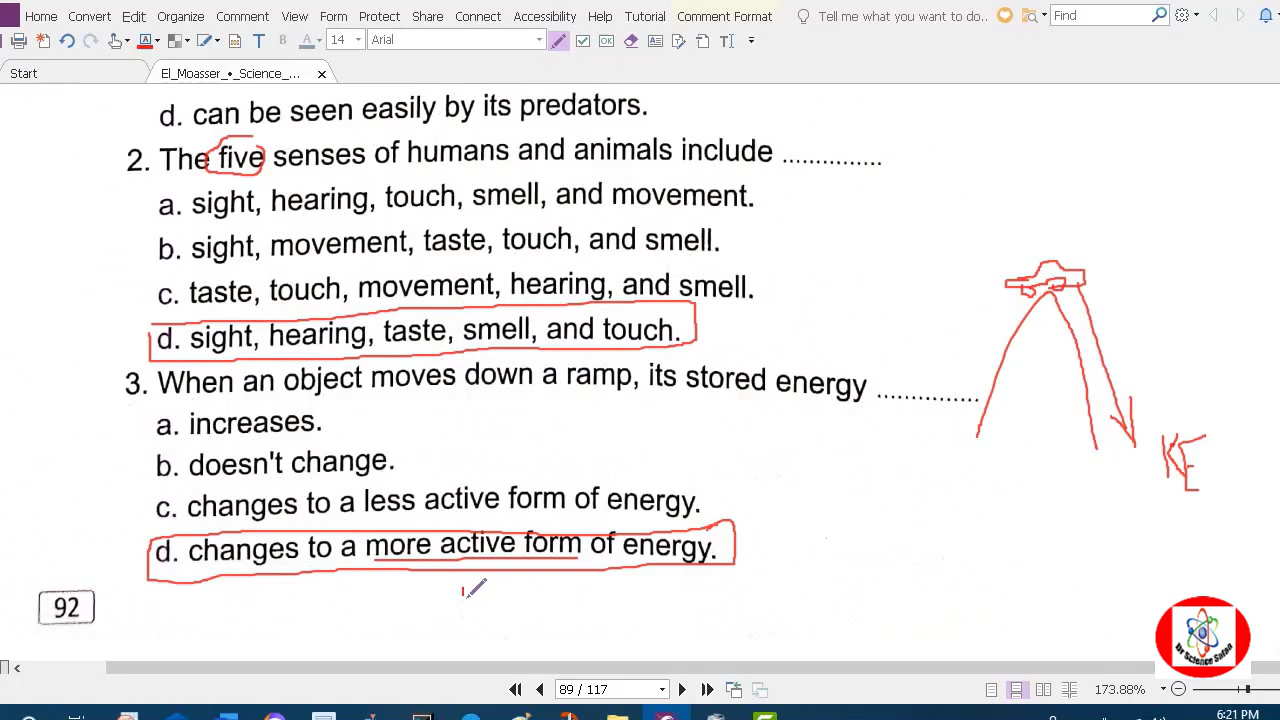 Home Comment View Form Protect Share Connect Accessibility Help Tutorial Comment Format Tell me what you want to do.. Find
14 Arial
Start El_Moasser_•_Science_... ×
d. can be seen easily by its predators.
2. The five senses of humans and animals include ...............
a. sight, hearing, touch, smell, and movement.
b. sight, movement, taste, touch, and smell.
c. taste, touch, movement, hearing, and smell.
d. sight, hearing, taste, smell, and touch.
3. When an object moves down a ramp, its stored energy ...............
a. increases.
b. doesn't change.
c. changes to a less active form of energy.
d. changes to a more active form of energy.
KE
92
Dr Science Safaa
89 / 117 173.88%
6:21 PM